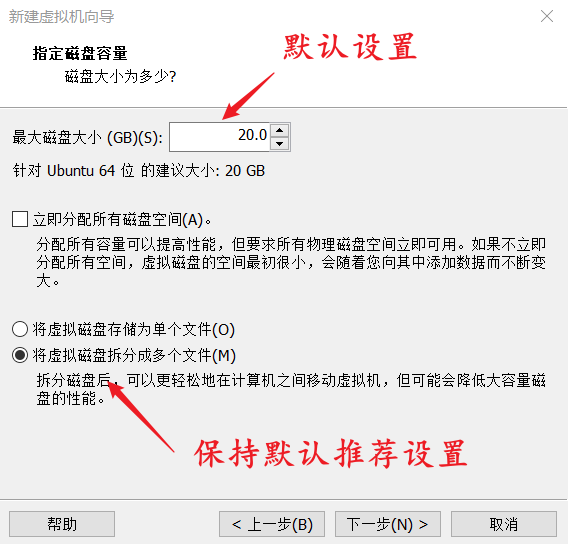 新建虚拟机向导
指定磁盘容量
磁盘大小为多少?
默认设置
最大磁盘大小 (GB)(S): 20.0
针对 Ubuntu 64 位 的建议大小: 20 GB
立即分配所有磁盘空间(A)。
分配所有容量可以提高性能，但要求所有物理磁盘空间立即可用。如果不立即
分配所有空间，虚拟磁盘的空间最初很小，会随着您向其中添加数据而不断变
大。
将虚拟磁盘存储为单个文件(O)
将虚拟磁盘拆分成多个文件(M)
拆分磁盘后，可以更轻松地在计算机之间移动虚拟机，但可能会降低大容量磁
盘的性能。
保持默认推荐设置
帮助 < 上一步(B) 下一步(N) > 取消